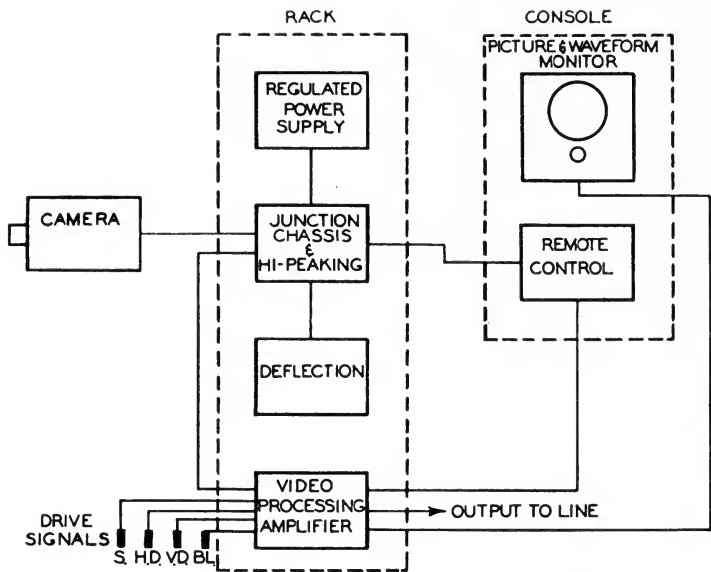 RACK
CONSOLE
PICTURE & WAVEFORM
MONITOR
REGULATED
POWER
SUPPLY
CAMERA
JUNCTION
CHASSIS
&
HI-PEAKING
REMOTE
CONTROL
DEFLECTION
VIDEO
PROCESSING
AMPLIFIER
OUTPUT TO LINE
DRIVE
SIGNALS
S. H.D. V.D. BL.